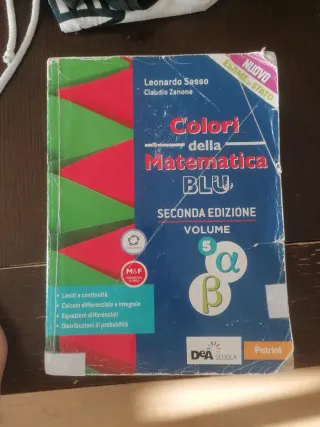 Leonardo Sasso
Claudio Zanone
NUOVO
ESAME di STATO
Colori
della
Matematica
BLU
SECONDA EDIZIONE
VOLUME
5
α
β
M&F
• Limiti e continuità
• Calcolo differenziale e integrale
• Equazioni differenziali
• Distribuzioni di probabilità
DeA
SCUOLA
Petrini